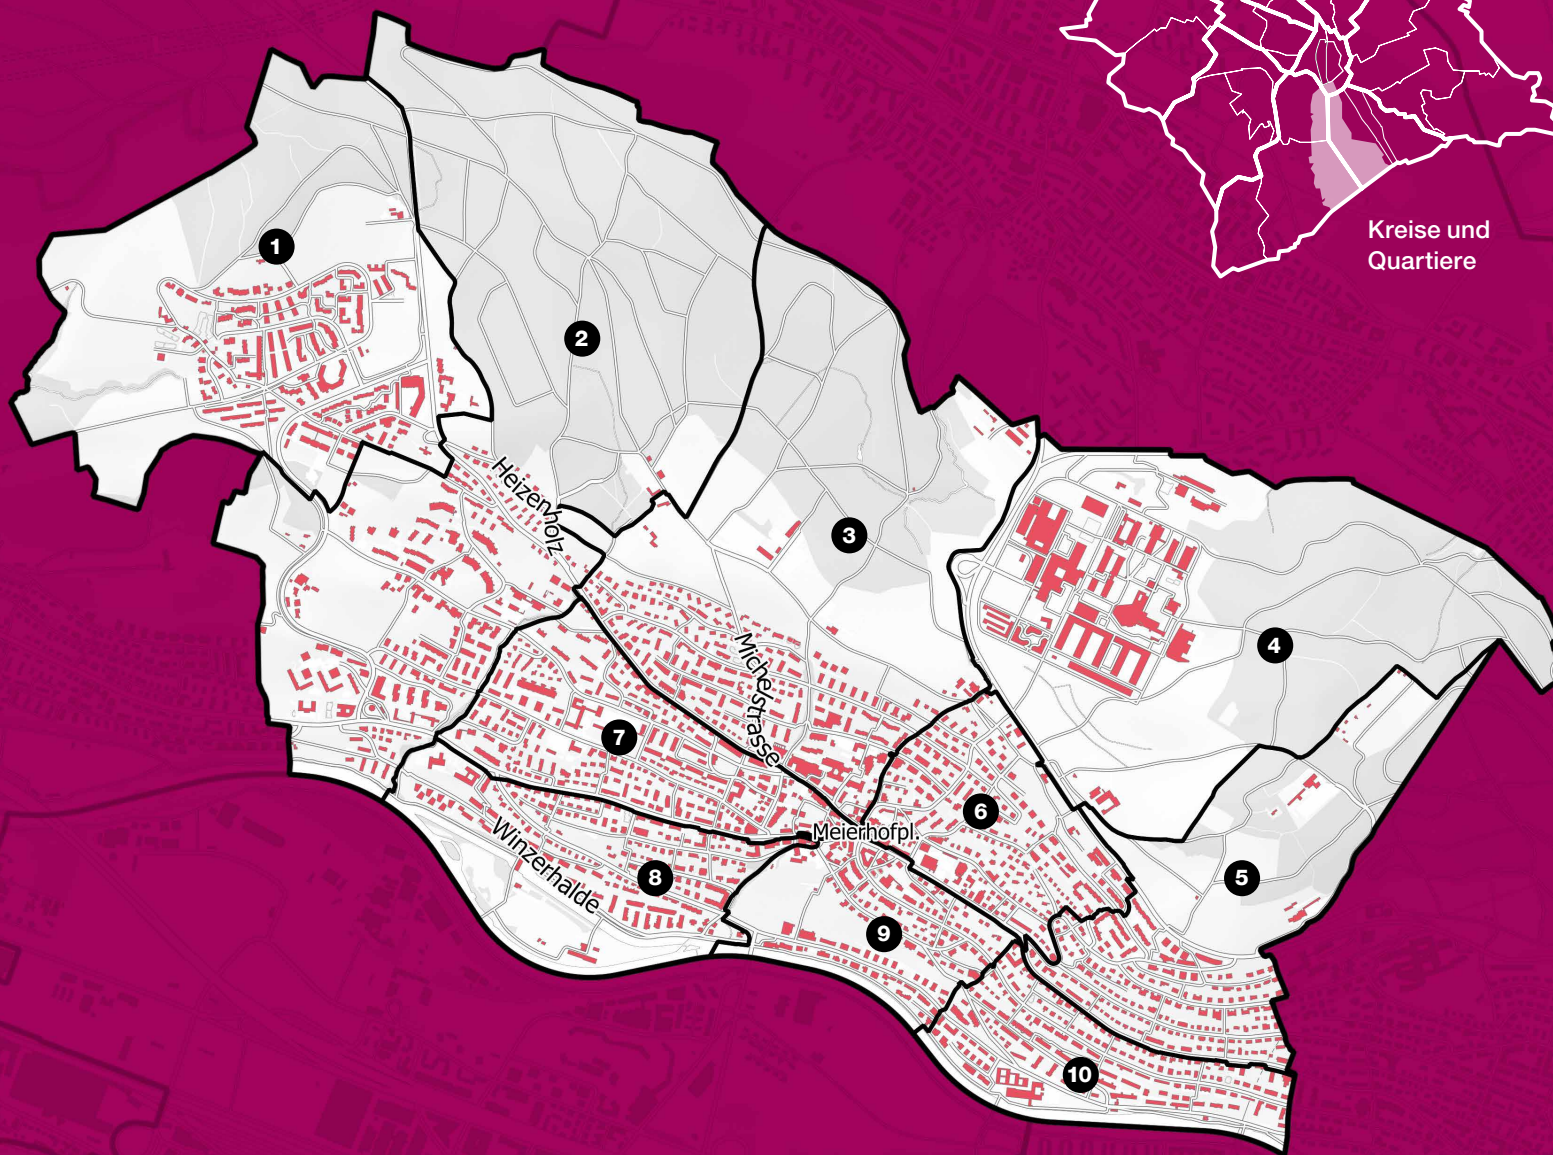 Kreise und
Quartiere
1
2
Heizenholz
3
4
Michelstrasse
7
6
Meierhofpl.
Winzerhalde
8
5
9
10